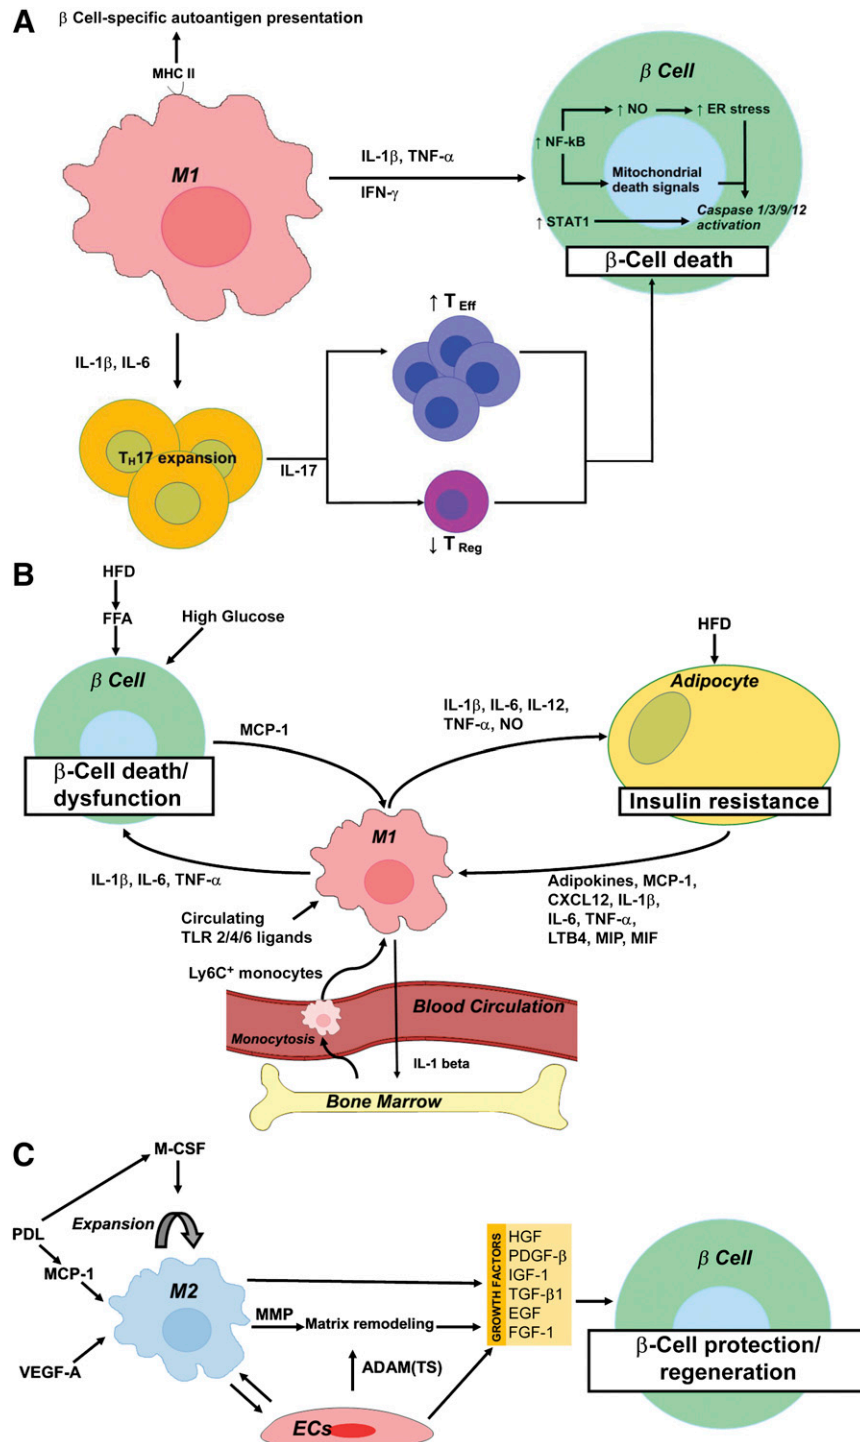 A
β Cell-specific autoantigen presentation
MHC II
M1
IL-1β, TNF-α
IFN-γ
β Cell
↑ NO
↑ ER stress
↑ NF-kB
Mitochondrial
death signals
Caspase 1/3/9/12
activation
↑ STAT1
β-Cell death
IL-1β, IL-6
TH17 expansion
IL-17
↑ T Eff
↓ T Reg
B
HFD
FFA
High Glucose
β Cell
β-Cell death/
dysfunction
MCP-1
IL-1β, IL-6, IL-12,
TNF-α, NO
HFD
Adipocyte
Insulin resistance
M1
IL-1β, IL-6, TNF-α
Adipokines, MCP-1,
CXCL12, IL-1β,
IL-6, TNF-α,
LTB4, MIP, MIF
Circulating
TLR 2/4/6 ligands
Ly6C+ monocytes
Blood Circulation
Monocytosis
IL-1 beta
Bone Marrow
C
M-CSF
Expansion
PDL
MCP-1
M2
VEGF-A
MMP
Matrix remodeling
ADAM(TS)
ECs
GROWTH FACTORS
HGF
PDGF-β
IGF-1
TGF-β1
EGF
FGF-1
β Cell
β-Cell protection/
regeneration